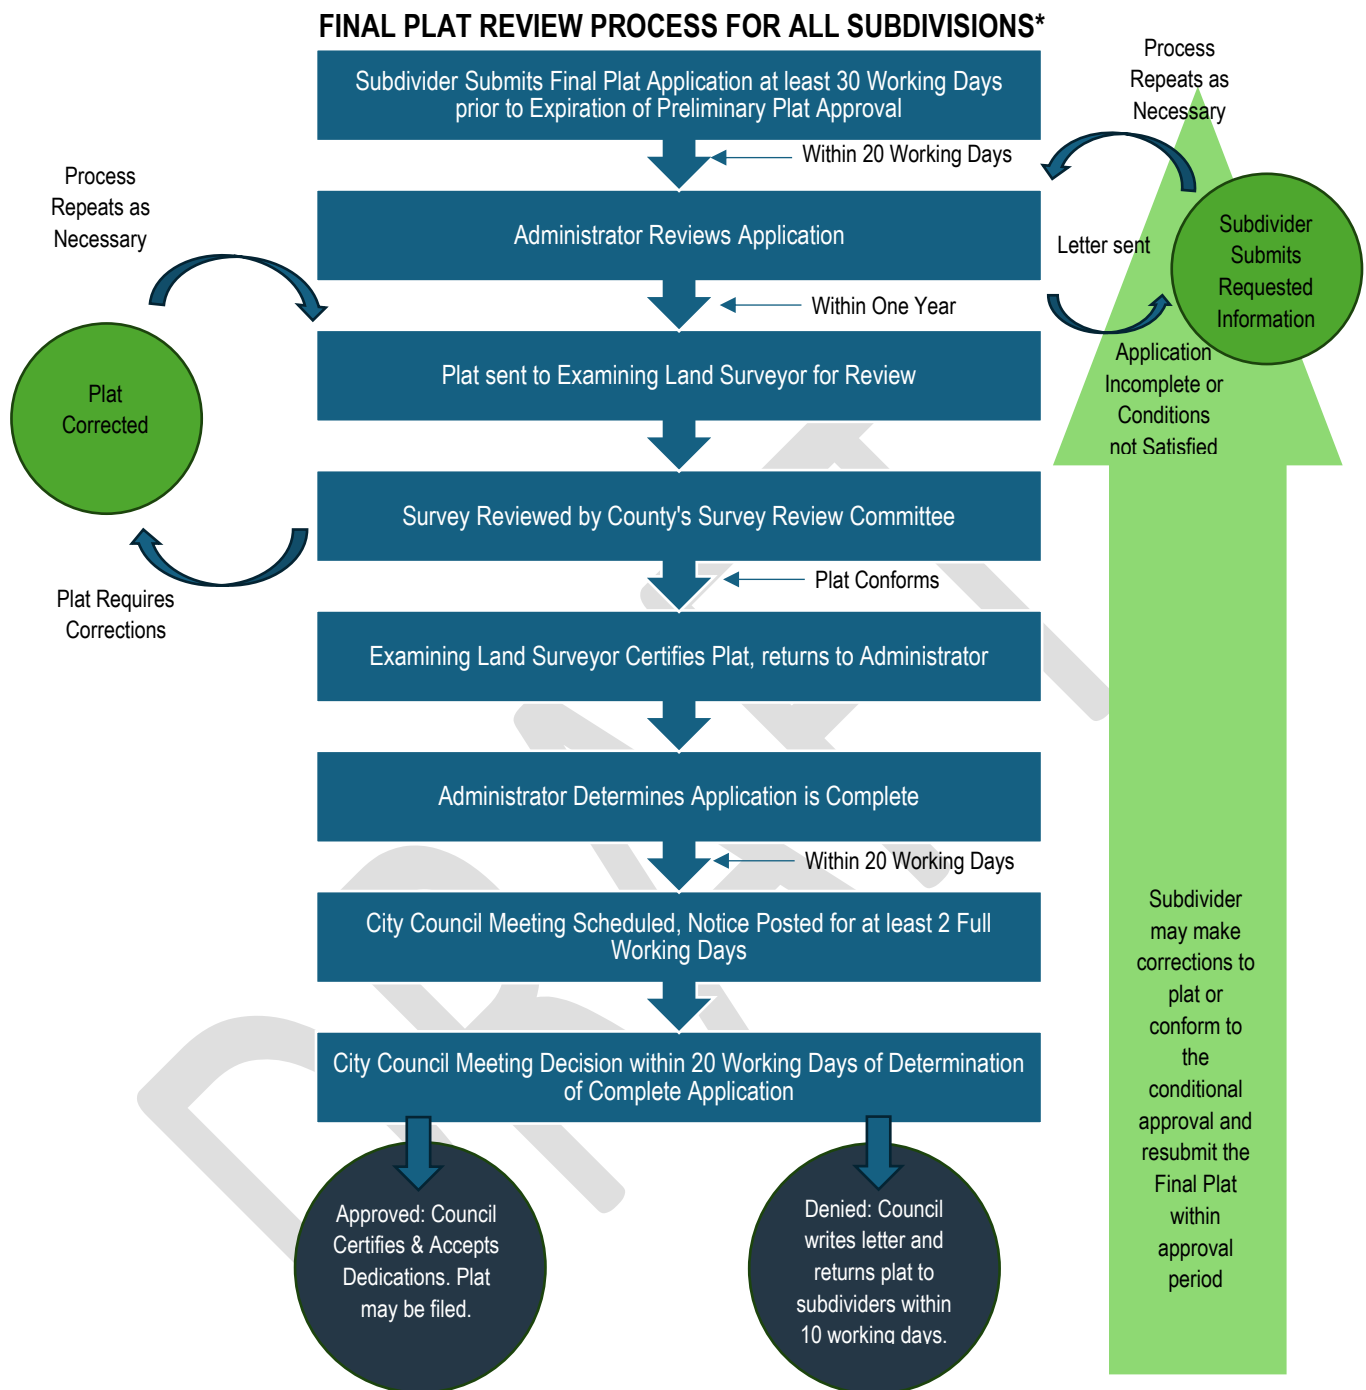 FINAL PLAT REVIEW PROCESS FOR ALL SUBDIVISIONS*
Subdivider Submits Final Plat Application at least 30 Working Days
prior to Expiration of Preliminary Plat Approval
Process
Repeats as
Necessary
Within 20 Working Days
Process
Repeats as
Necessary
Administrator Reviews Application
Letter sent
Subdivider
Submits
Requested
Information
Within One Year
Application
Incomplete or
Conditions
not Satisfied
Plat sent to Examining Land Surveyor for Review
Plat
Corrected
Survey Reviewed by County's Survey Review Committee
Plat Requires
Corrections
Plat Conforms
Examining Land Surveyor Certifies Plat, returns to Administrator
Administrator Determines Application is Complete
Within 20 Working Days
City Council Meeting Scheduled, Notice Posted for at least 2 Full
Working Days
City Council Meeting Decision within 20 Working Days of Determination
of Complete Application
Approved: Council
Certifies & Accepts
Dedications. Plat
may be filed.
Denied: Council
writes letter and
returns plat to
subdividers within
10 working days.
Subdivider
may make
corrections to
plat or
conform to
the
conditional
approval and
resubmit the
Final Plat
within
approval
period
DRAFT